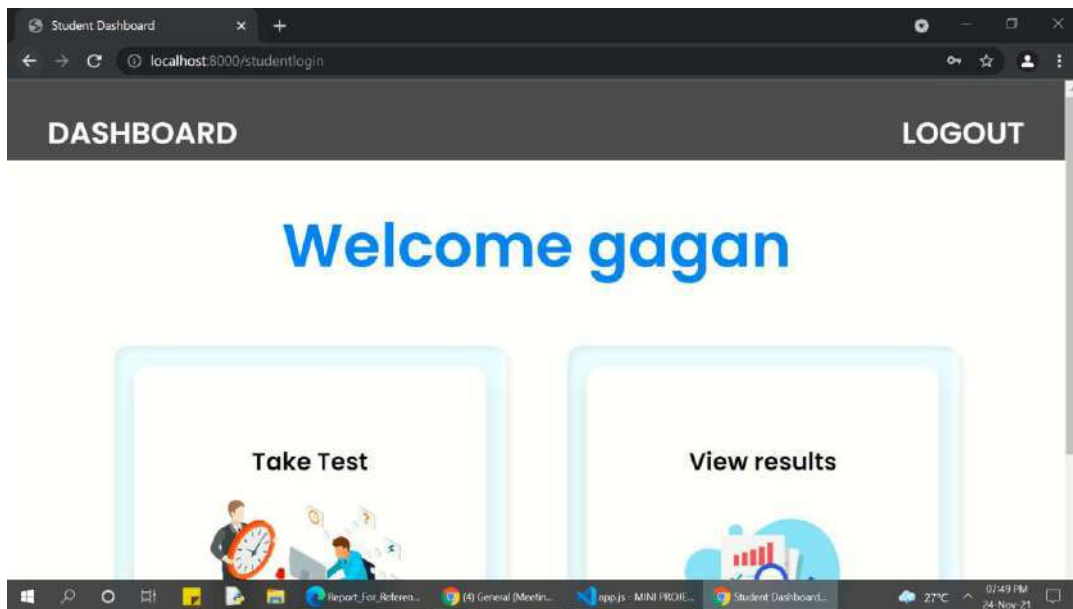 Student Dashboard
localhost:8000/studentlogin
DASHBOARD
LOGOUT
Welcome gagan
Take Test
View results
?
Report_For_Referen...
(4) General (Meetin...
app.js - MINI PROJE...
Student Dashboard...
27°C
07:49 PM
24-Nov-21